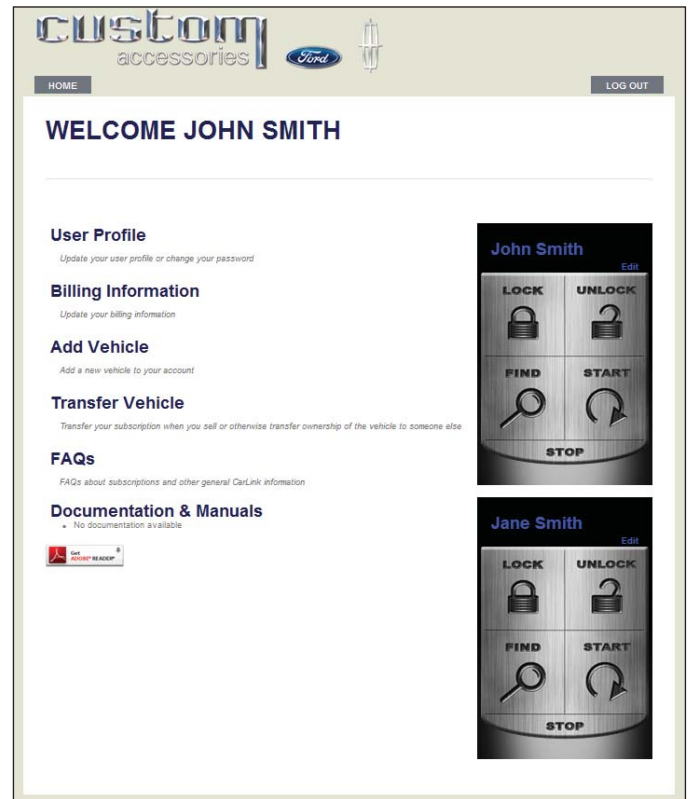 custom
accessories
Ford
HOME
LOG OUT
WELCOME JOHN SMITH
User Profile
Update your user profile or change your password
Billing Information
Update your billing information
Add Vehicle
Add a new vehicle to your account
Transfer Vehicle
Transfer your subscription when you sell or otherwise transfer ownership of the vehicle to someone else
FAQs
FAQs about subscriptions and other general CarLink information
Documentation & Manuals
No documentation available
Get
ADOBE® READER®
John Smith
Edit
LOCK UNLOCK
FIND START
STOP
Jane Smith
Edit
LOCK UNLOCK
FIND START
STOP